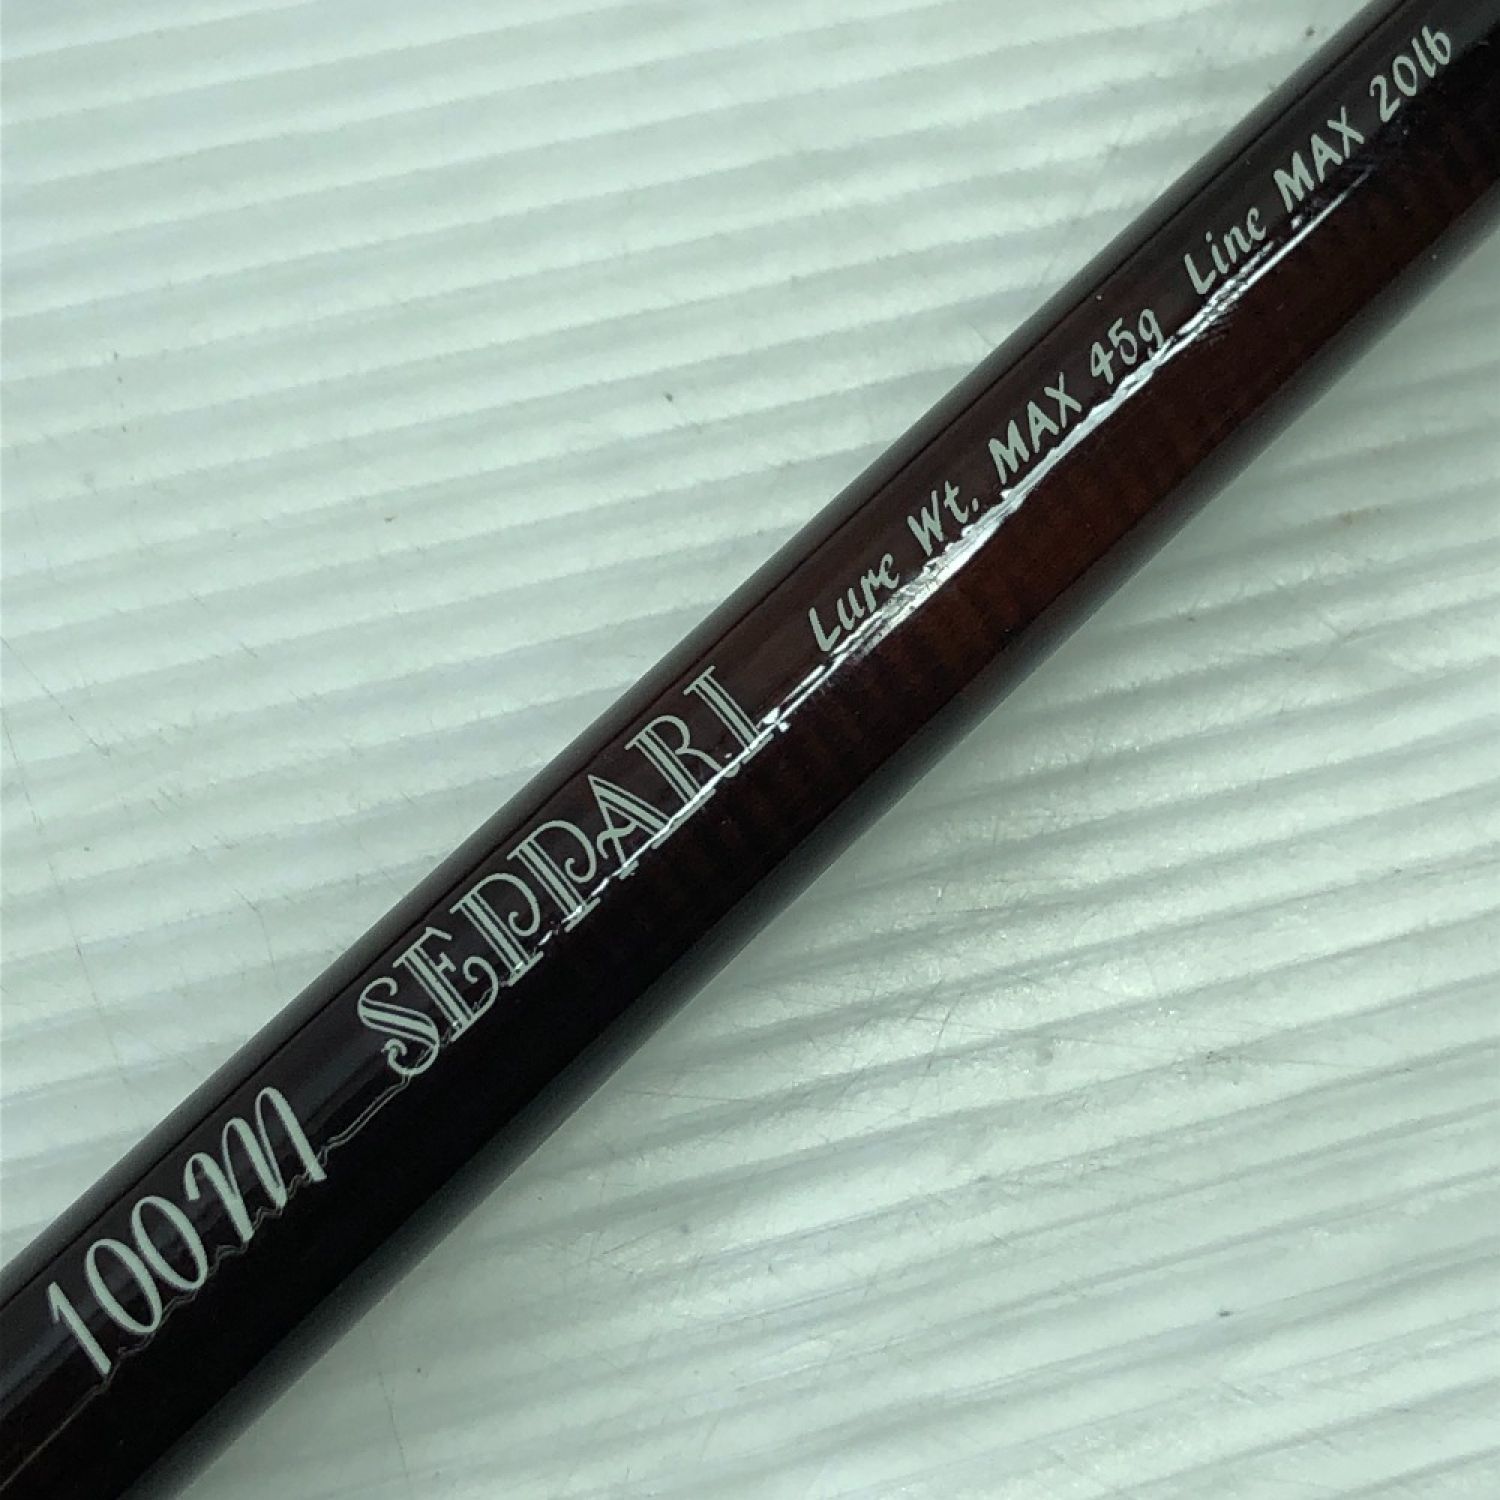 100M SEPPARI Lure Wt. MAX 45g Line MAX 20lb